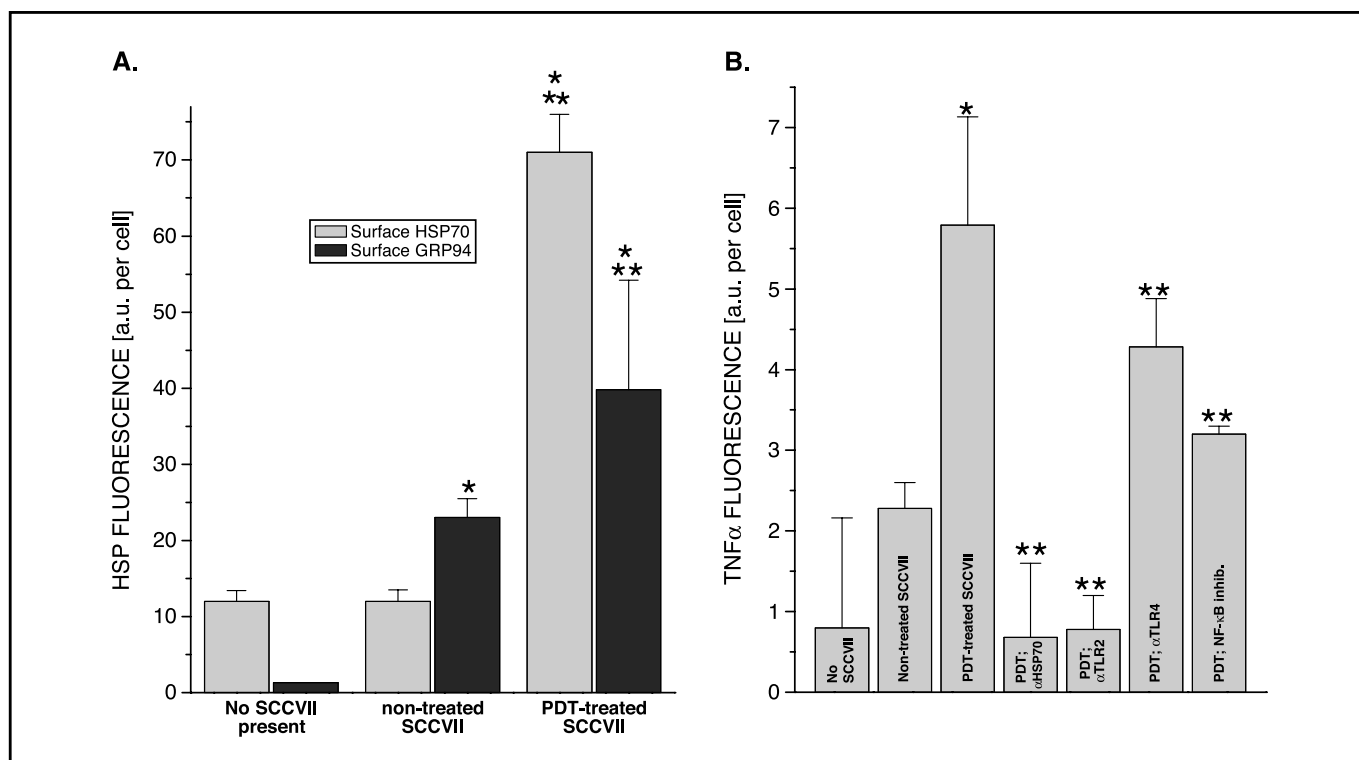 A.
HSP FLUORESCENCE [a.u. per cell]
70
60
50
40
30
20
10
0
Surface HSP70
Surface GRP94
*
**
*
*
**
No SCCVII
present
non-treated
SCCVII
PDT-treated
SCCVII
B.
TNFα FLUORESCENCE [a.u. per cell]
7
6
5
4
3
2
1
0
*
**
**
**
**
No
SCCVII
Non-treated SCCVII
PDT-treated SCCVII
PDT;
αHSP70
PDT;
αTLR2
PDT; αTLR4
PDT; NF-κB inhib.